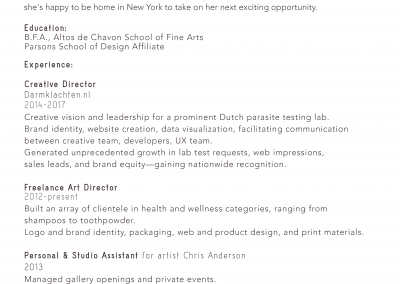 she's happy to be home in New York to take on her next exciting opportunity.
Education:
B.F.A., Altos de Chavon School of Fine Arts
Parsons School of Design Affiliate
Experience:
Creative Director
Darmklachten.nl
2014-2017
Creative vision and leadership for a prominent Dutch parasite testing lab.
Brand identity, website creation, data visualization, facilitating communication
between creative team, developers, UX team.
Generated unprecedented growth in lab test requests, web impressions,
sales leads, and brand equity—gaining nationwide recognition.
Freelance Art Director
2012-present
Built an array of clientele in health and wellness categories, ranging from
shampoos to toothpowder.
Logo and brand identity, packaging, web and product design, and print materials.
Personal & Studio Assistant for artist Chris Anderson
2013
Managed gallery openings and private events.